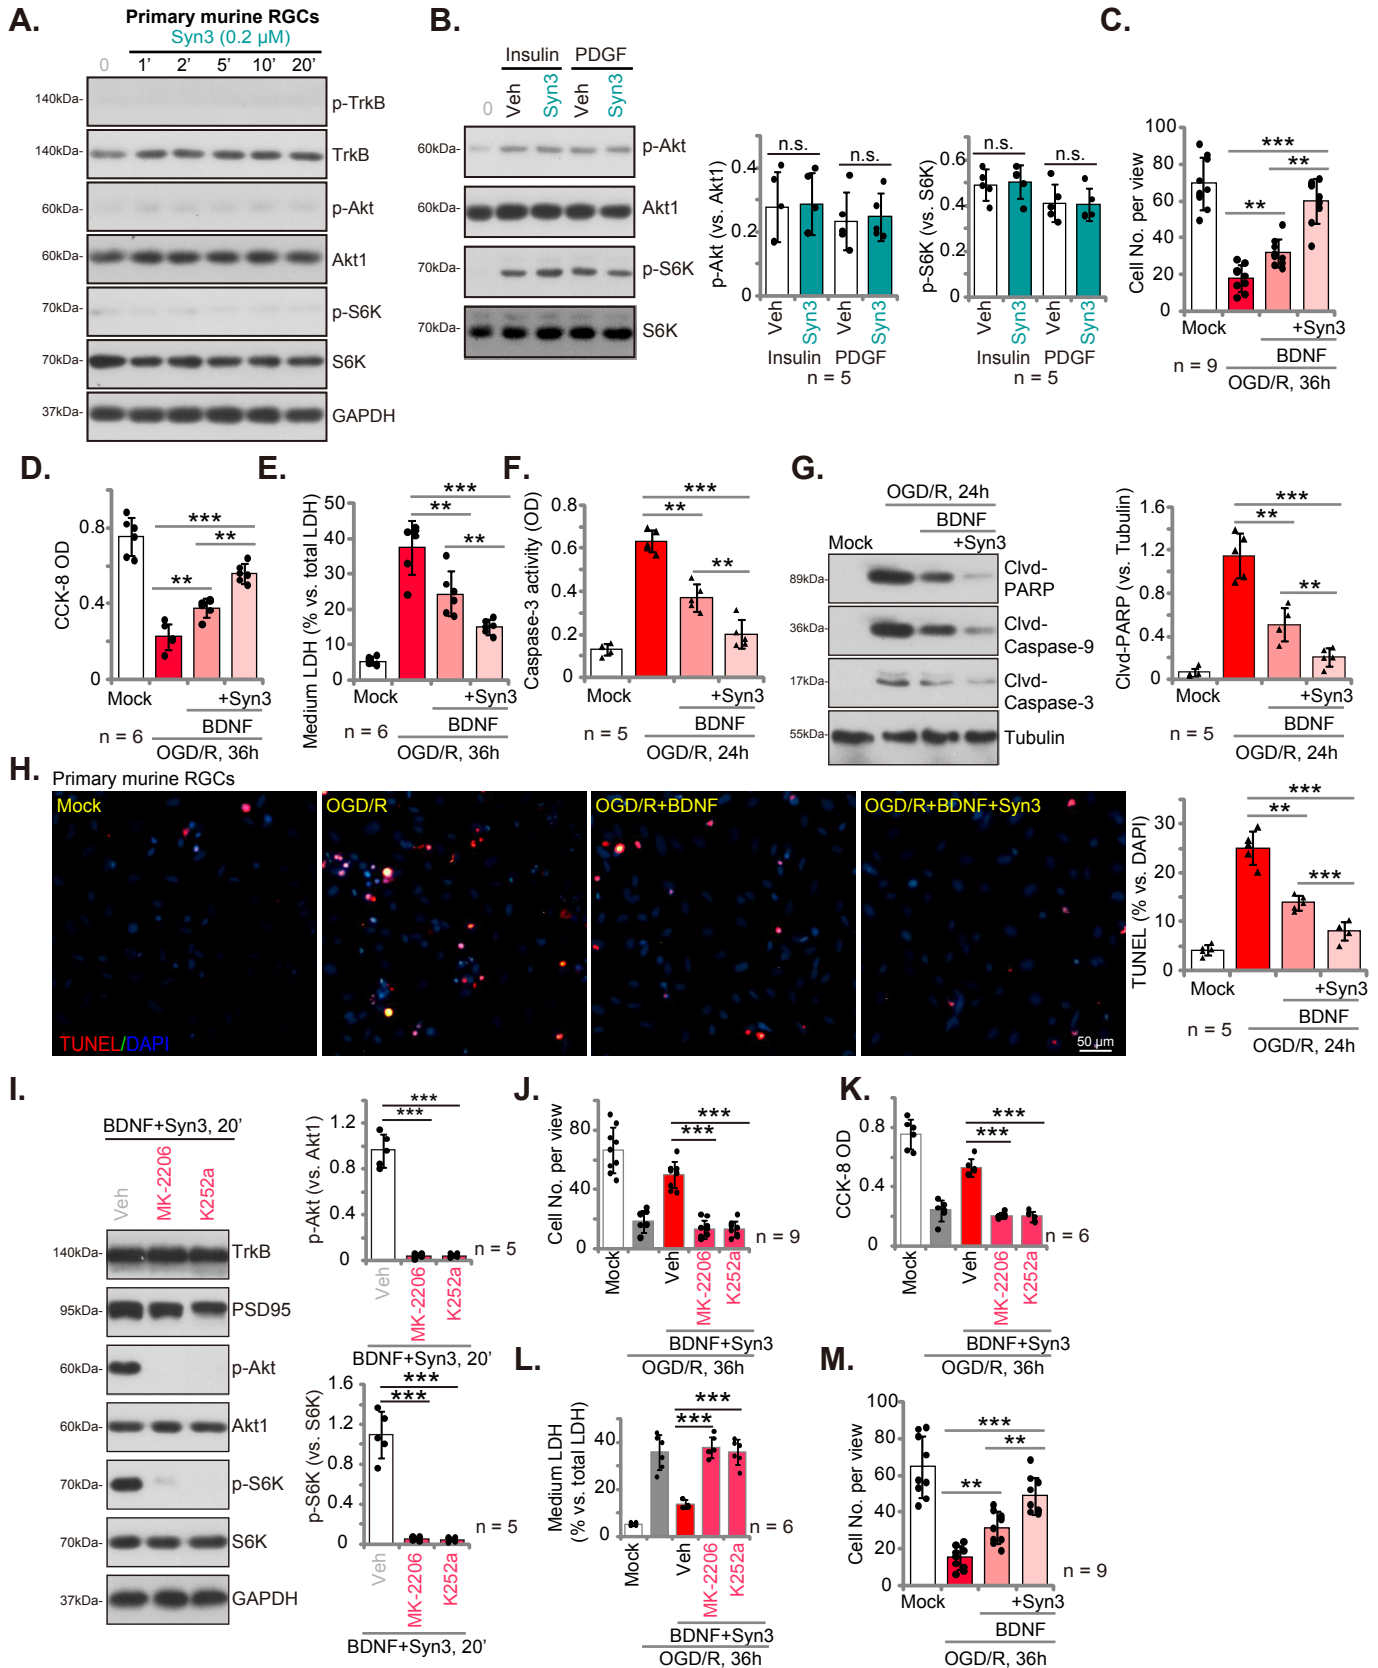 A.
Primary murine RGCs
Syn3 (0.2 µM)
0 1’ 2’ 5’ 10’ 20’
140kDa- p-TrkB
140kDa- TrkB
60kDa- p-Akt
60kDa- Akt1
70kDa- p-S6K
70kDa- S6K
37kDa- GAPDH
B.
Insulin PDGF
0 Veh Syn3 Veh Syn3
60kDa- p-Akt
60kDa- Akt1
70kDa- p-S6K
70kDa- S6K
p-Akt (vs. Akt1)
0.4
0.2
0
n.s. n.s.
Veh Syn3 Veh Syn3
Insulin PDGF
n = 5
p-S6K (vs. S6K)
0.6
0.4
0.2
0
n.s. n.s.
Veh Syn3 Veh Syn3
Insulin PDGF
n = 5
C.
Cell No. per view
100
80
60
40
20
0
***
**
**
Mock +Syn3
BDNF
n = 9
OGD/R, 36h
D.
CCK-8 OD
0.8
0.4
0
***
**
**
Mock +Syn3
BDNF
n = 6
OGD/R, 36h
E.
Medium LDH (% vs. total LDH)
50
40
30
20
10
0
***
**
**
Mock +Syn3
BDNF
n = 6
OGD/R, 36h
F.
Caspase-3 activity (OD)
0.8
0.6
0.4
0.2
0
***
**
**
Mock +Syn3
BDNF
n = 5
OGD/R, 24h
G.
OGD/R, 24h
BDNF
Mock +Syn3
89kDa- Clvd-
PARP
36kDa- Clvd-
Caspase-9
17kDa- Clvd-
Caspase-3
55kDa- Tubulin
Clvd-PARP (vs. Tubulin)
1.6
1.2
0.8
0.4
0
***
**
**
Mock +Syn3
BDNF
n = 5
OGD/R, 24h
H.
Primary murine RGCs
Mock OGD/R OGD/R+BDNF OGD/R+BDNF+Syn3
TUNEL/DAPI
50 µm
TUNEL (% vs. DAPI)
30
20
10
0
***
**
***
Mock +Syn3
BDNF
n = 5
OGD/R, 24h
I.
BDNF+Syn3, 20’
Veh MK-2206 K252a
140kDa- TrkB
95kDa- PSD95
60kDa- p-Akt
60kDa- Akt1
70kDa- p-S6K
70kDa- S6K
37kDa- GAPDH
p-Akt (vs. Akt1)
1.2
0.8
0.4
0
***
***
n = 5
Veh MK-2206 K252a
BDNF+Syn3, 20’
p-S6K (vs. S6K)
1.6
1.2
0.8
0.4
0
***
***
n = 5
Veh MK-2206 K252a
BDNF+Syn3, 20’
J.
Cell No. per view
80
40
0
***
***
n = 9
Mock Veh MK-2206 K252a
BDNF+Syn3
OGD/R, 36h
K.
CCK-8 OD
0.8
0.4
0
***
***
n = 6
Mock Veh MK-2206 K252a
BDNF+Syn3
OGD/R, 36h
L.
Medium LDH
(% vs. total LDH)
40
20
0
***
***
n = 6
Mock Veh MK-2206 K252a
BDNF+Syn3
OGD/R, 36h
M.
Cell No. per view
100
80
60
40
20
0
***
**
**
n = 9
Mock +Syn3
BDNF
OGD/R, 36h